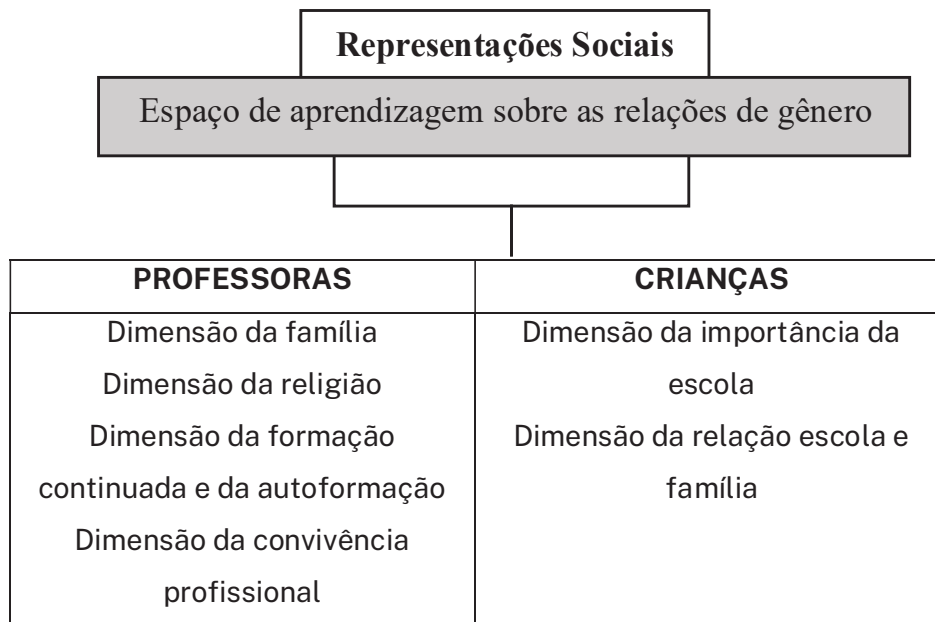 Representações Sociais
Espaço de aprendizagem sobre as relações de gênero
PROFESSORAS
Dimensão da família
Dimensão da religião
Dimensão da formação
continuada e da autoformação
Dimensão da convivência
profissional
CRIANÇAS
Dimensão da importância da
escola
Dimensão da relação escola e
família